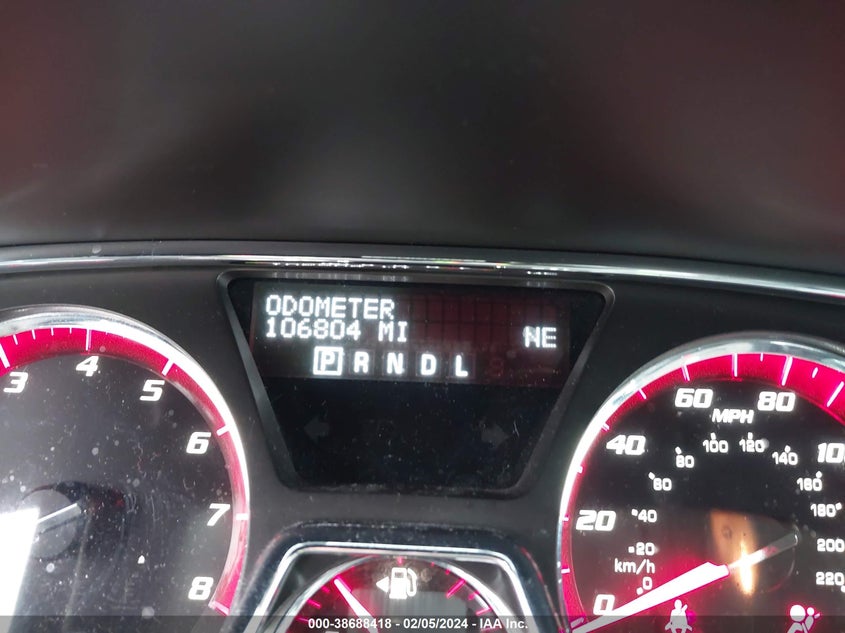 ODOMETER
106804 MI NE
P R N D L
3 4 5 6 7 8
60 80
MPH
40
100 120
80 140
60 160
20 40 180
20 200
km/h 0 220
0
000-38688418 - 02/05/2024 - IAA Inc.